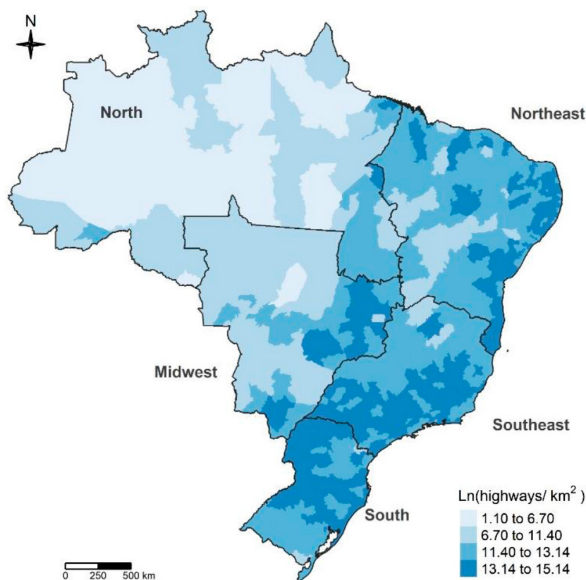 N
North
Northeast
Midwest
Southeast
South
Ln(highways/ km²)
1.10 to 6.70
6.70 to 11.40
11.40 to 13.14
13.14 to 15.14
0 250 500 km